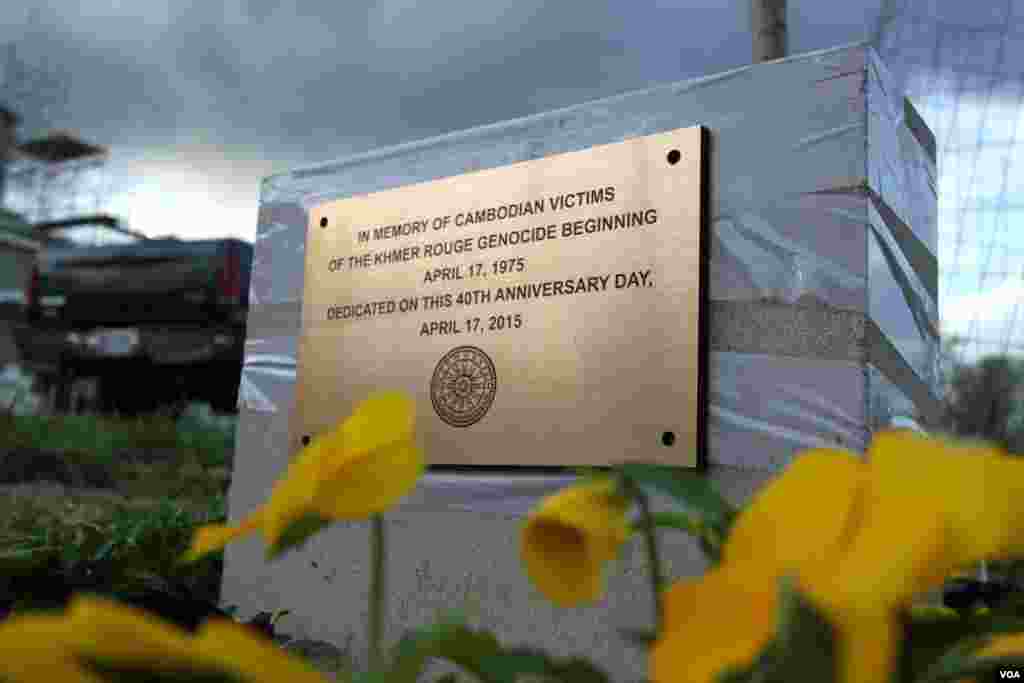 IN MEMORY OF CAMBODIAN VICTIMS
OF THE KHMER ROUGE GENOCIDE BEGINNING
APRIL 17, 1975
DEDICATED ON THIS 40TH ANNIVERSARY DAY,
APRIL 17, 2015
VOA